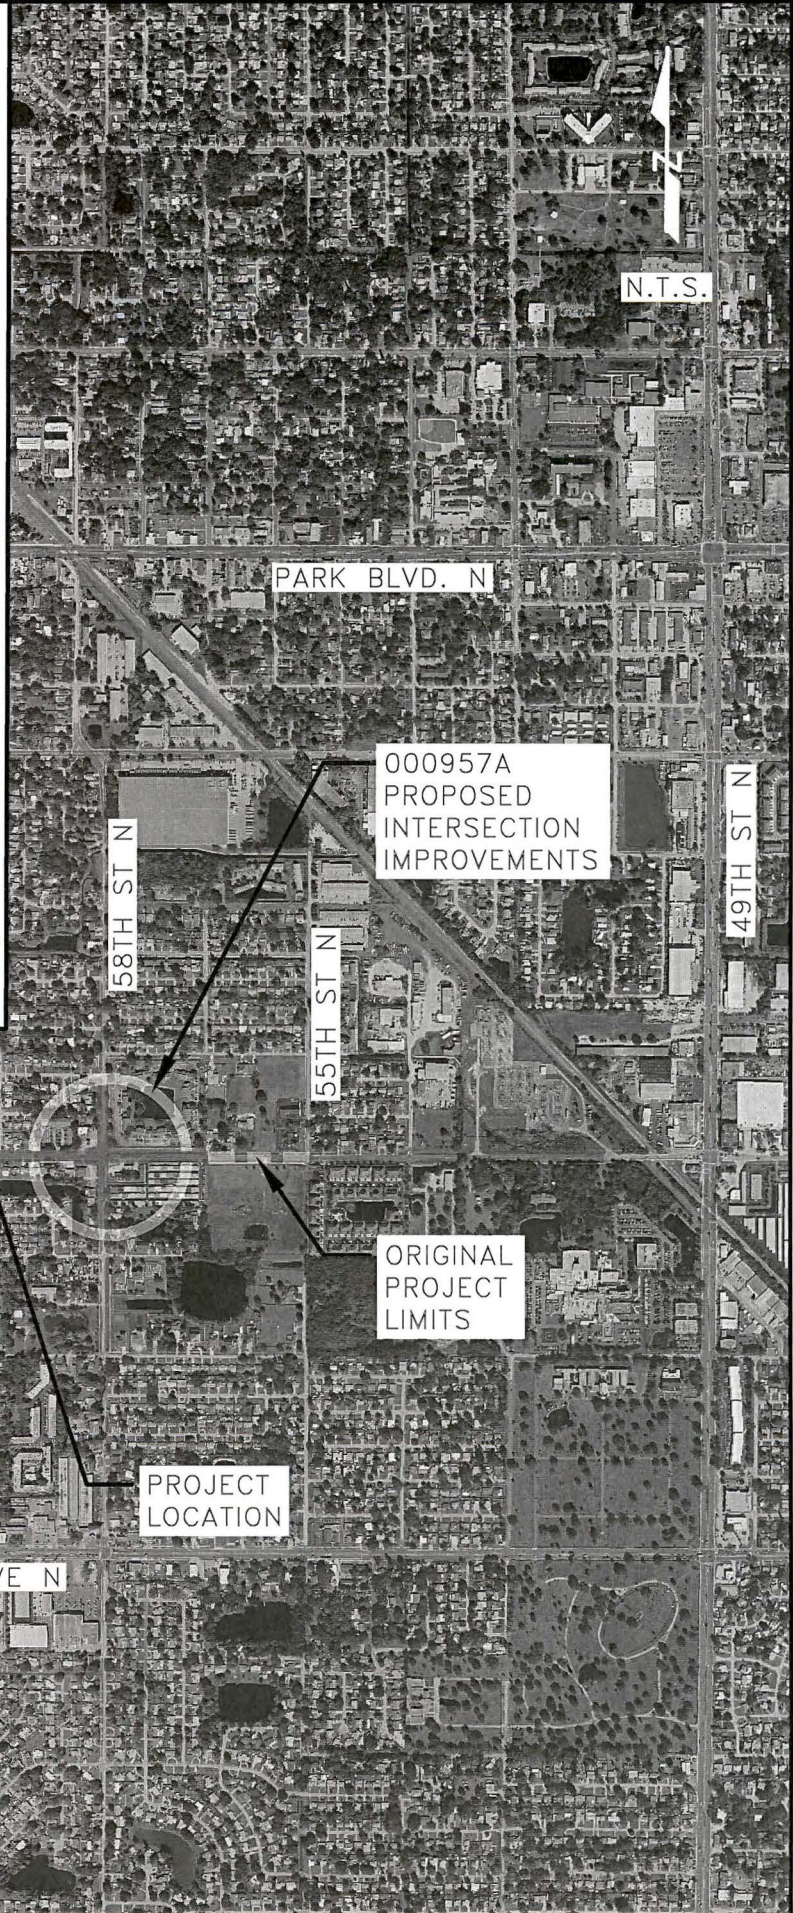 N
N.T.S.
PARK BLVD. N
000957A
PROPOSED
INTERSECTION
IMPROVEMENTS
58TH ST N
55TH ST N
49TH ST N
ORIGINAL
PROJECT
LIMITS
PROJECT
LOCATION
VE N